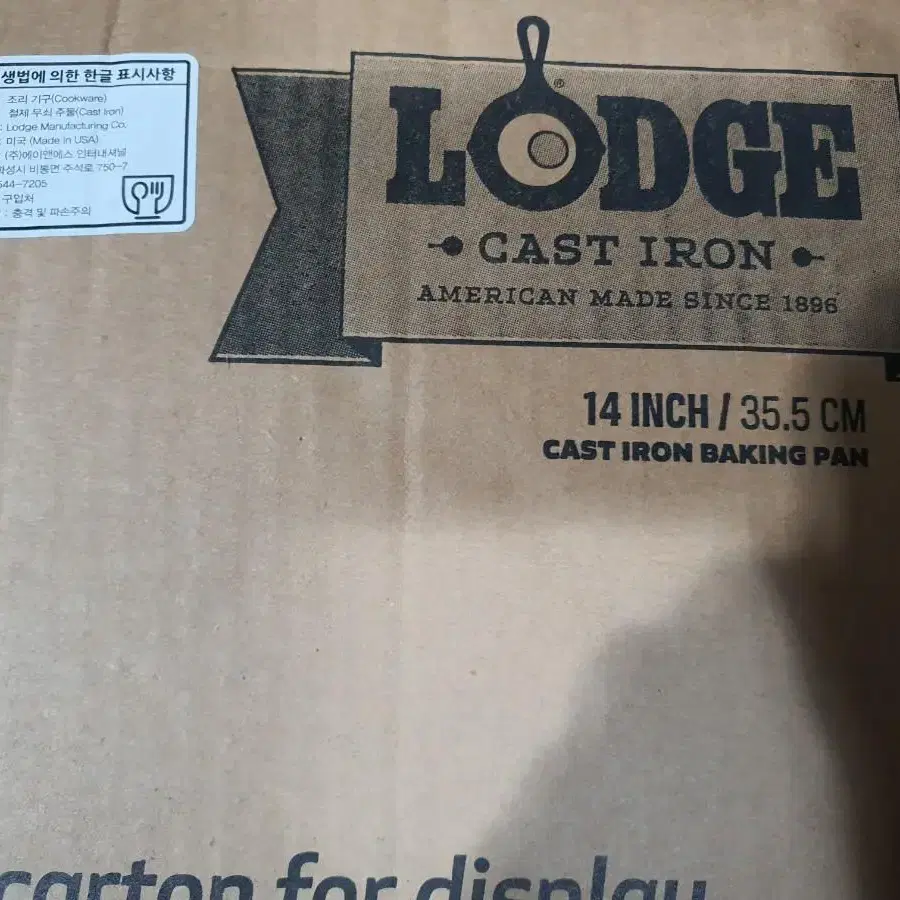 생법에 의한 한글 표시사항
조리 기구(Cookware)
철제 무쇠 주물(Cast Iron)
: Lodge Manufacturing Co.
: 미국 (Made in USA)
(주)에이앤에스 인터내셔널
화성시 비봉면 주석로 750-7
544-7205
구입처
: 충격 및 파손주의
LODGE®
CAST IRON
AMERICAN MADE SINCE 1896
14 INCH / 35.5 CM
CAST IRON BAKING PAN
carton for display